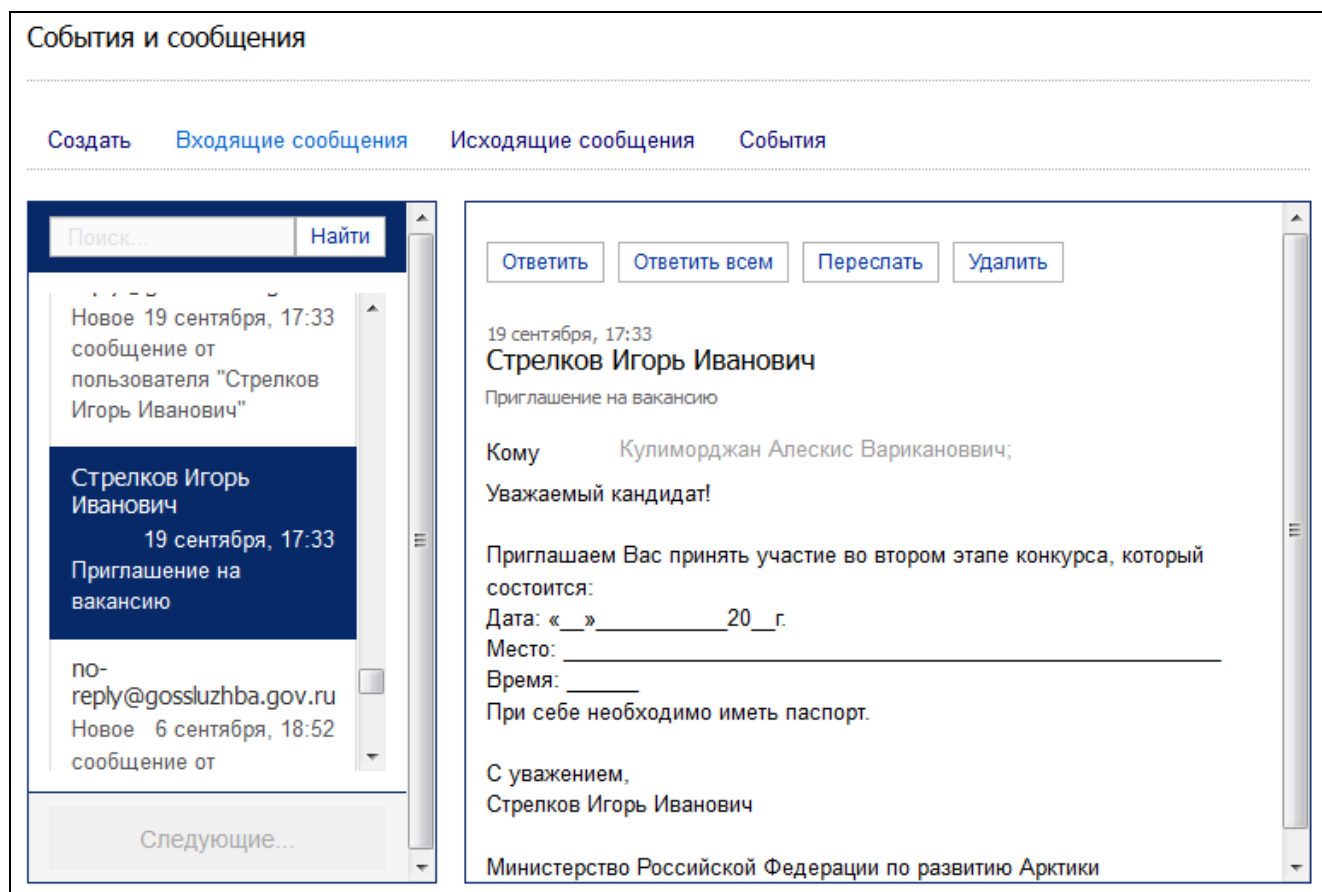 События и сообщения
Создать Входящие сообщения Исходящие сообщения События
Поиск... Найти
Новое 19 сентября, 17:33
сообщение от
пользователя "Стрелков
Игорь Иванович"
Стрелков Игорь
Иванович
19 сентября, 17:33
Приглашение на
вакансию
no-
reply@gossluzhba.gov.ru
Новое 6 сентября, 18:52
сообщение от
Следующие...
Ответить Ответить всем Переслать Удалить
19 сентября, 17:33
Стрелков Игорь Иванович
Приглашение на вакансию
Кому Кулиморджан Алескис Варикановвич;
Уважаемый кандидат!
Приглашаем Вас принять участие во втором этапе конкурса, который
состоится:
Дата: «__»___________20__г.
Место: ______________________________________________________
Время: ______
При себе необходимо иметь паспорт.
С уважением,
Стрелков Игорь Иванович
Министерство Российской Федерации по развитию Арктики